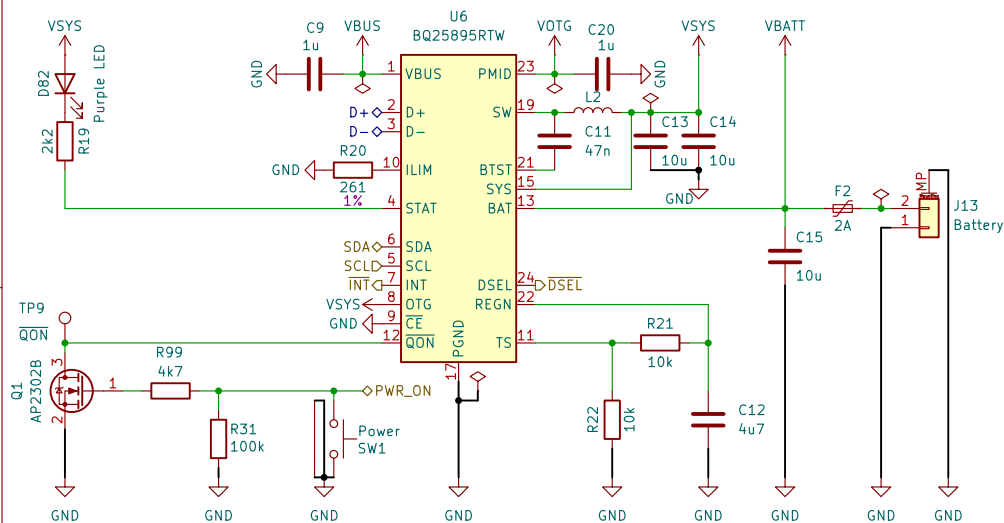 U6
BQ25895RTW
VSYS
D82
Purple LED
2k2
R19
C9
1u
VBUS
GND
VOTG
C20
1u
GND
VSYS
VBATT
1 VBUS
PMID 23
D+ 2 D+
D- 3 D-
SW 19
L2
C11
47n
C13
10u
C14
10u
GND
R20
GND
261
1%
10 ILIM
BTST 21
SYS 15
4 STAT
BAT 13
F2
2A
MP
2
1
J13
Battery
C15
10u
SDA 6 SDA
SCL 5 SCL
INT 7 INT
VSYS 8 OTG
GND 9 CE
12 QON
DSEL 24 DSEL
REGN 22
TS 11
PGND
17
TP9
QON
R21
10k
R22
10k
C12
4u7
Q1
AP2302B
3
1
2
R99
4k7
R31
100k
PWR_ON
Power
SW1
GND
GND
GND
GND
GND
GND
GND
GND
GND